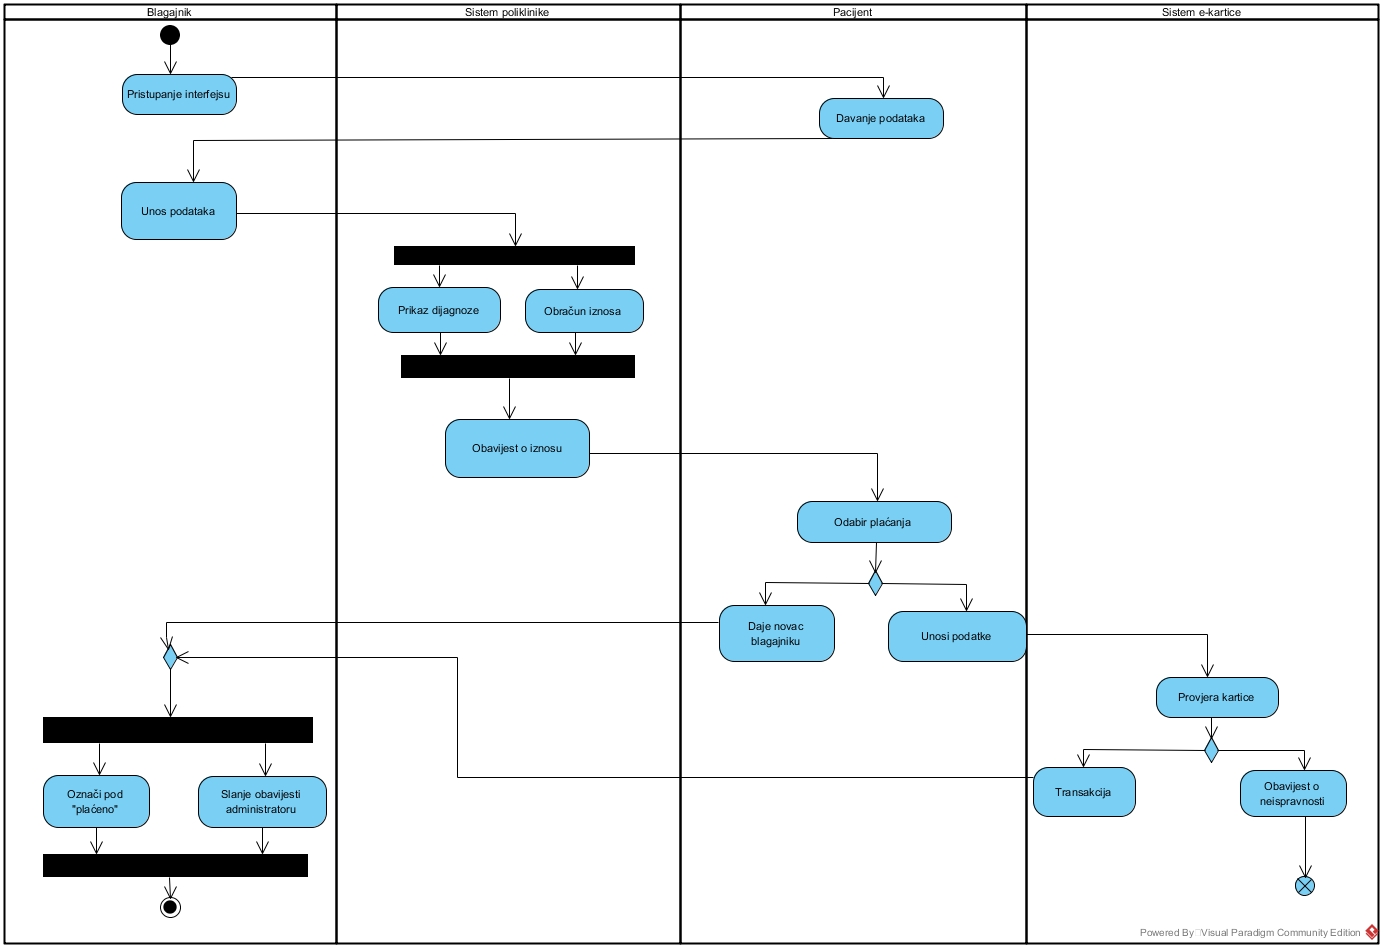 Blagajnik
Sistem poliklinike
Pacijent
Sistem e-kartice
Pristupanje interfejsu
Davanje podataka
Unos podataka
Prikaz dijagnoze
Obračun iznosa
Obavijest o iznosu
Odabir plaćanja
Daje novac
blagajniku
Unosi podatke
Provjera kartice
Označi pod
"plaćeno"
Slanje obavijesti
administratoru
Transakcija
Obavijest o
neispravnosti
Powered By Visual Paradigm Community Edition